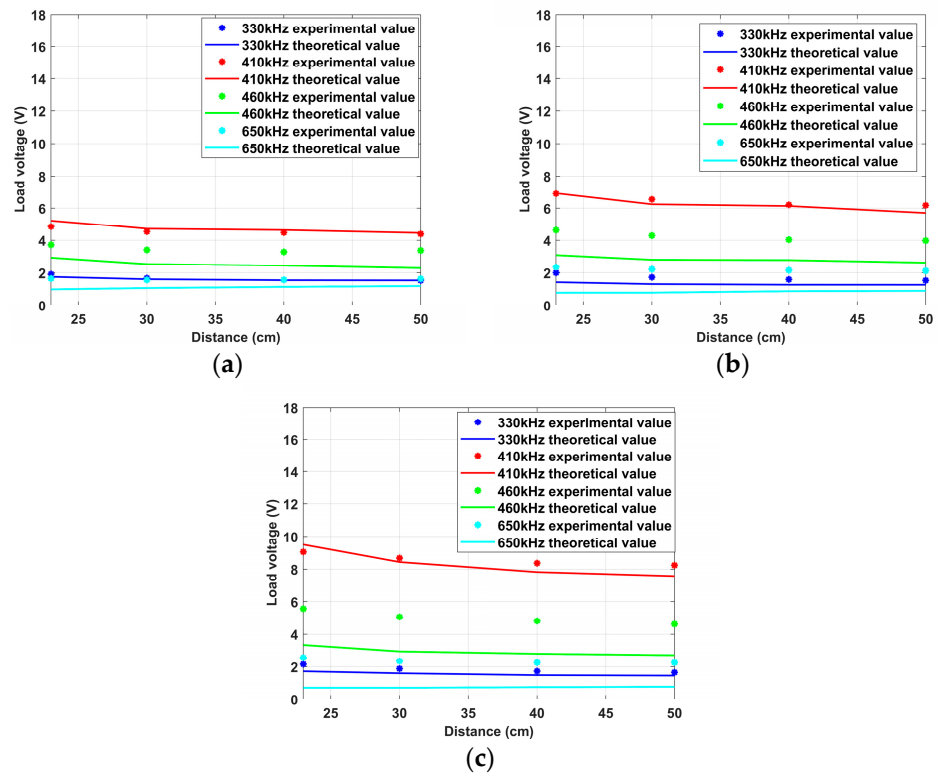 18
16
14
12
10
8
6
4
2
0
Load voltage (V)
330kHz experimental value
330kHz theoretical value
410kHz experimental value
410kHz theoretical value
460kHz experimental value
460kHz theoretical value
650kHz experimental value
650kHz theoretical value
25 30 35 40 45 50
Distance (cm)
(a)
18
16
14
12
10
8
6
4
2
0
Load voltage (V)
330kHz experimental value
330kHz theoretical value
410kHz experimental value
410kHz theoretical value
460kHz experimental value
460kHz theoretical value
650kHz experimental value
650kHz theoretical value
25 30 35 40 45 50
Distance (cm)
(b)
18
16
14
12
10
8
6
4
2
0
Load voltage (V)
330kHz experimental value
330kHz theoretical value
410kHz experimental value
410kHz theoretical value
460kHz experimental value
460kHz theoretical value
650kHz experimental value
650kHz theoretical value
25 30 35 40 45 50
Distance (cm)
(c)